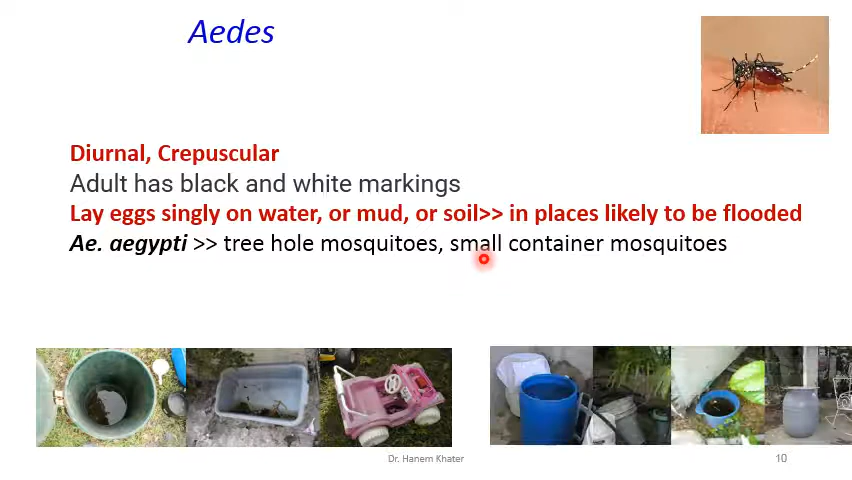 Aedes
Diurnal, Crepuscular
Adult has black and white markings
Lay eggs singly on water, or mud, or soil>> in places likely to be flooded
Ae. aegypti >> tree hole mosquitoes, small container mosquitoes
Dr. Hanem Khater
10